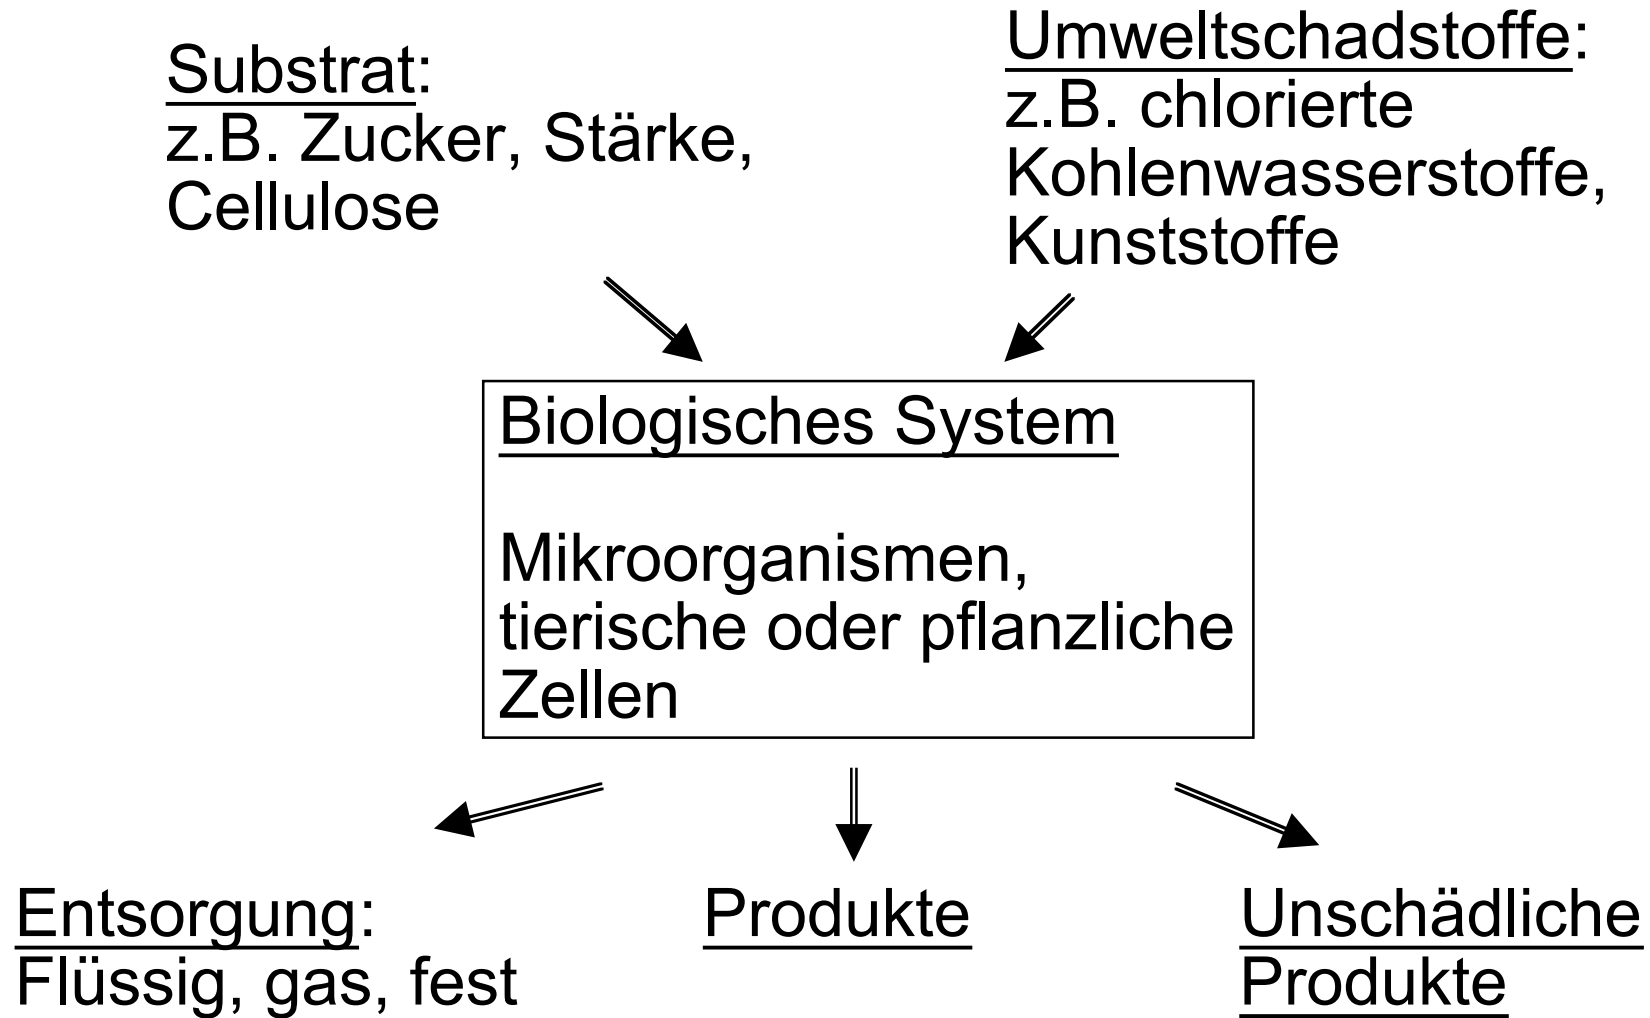 Substrat:
z.B. Zucker, Stärke,
Cellulose
Umweltschadstoffe:
z.B. chlorierte
Kohlenwasserstoffe,
Kunststoffe
Biologisches System
Mikroorganismen,
tierische oder pflanzliche
Zellen
Entsorgung:
Flüssig, gas, fest
Produkte
Unschädliche
Produkte